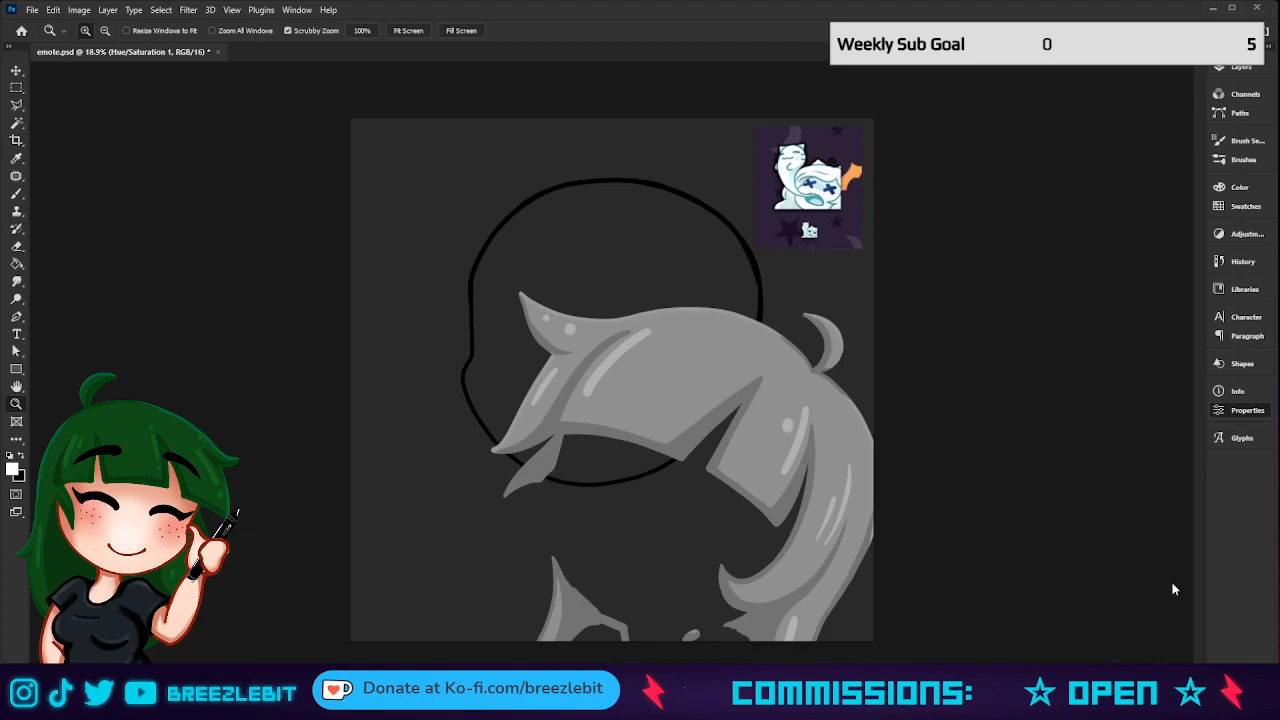 File Edit Image Layer Type Select Filter 3D View Plugins Window Help
Resize Windows to Fit Zoom All Windows Scrubby Zoom 100% Fit Screen Fill Screen
emote.psd @ 18.9% (Hue/Saturation 1, RGB/16) *
Weekly Sub Goal 0 5
Layers
Channels
Paths
Brush Se...
Brushes
Color
Swatches
Adjustm...
History
Libraries
Character
Paragraph
Shapes
Info
Properties
Glyphs
BREEZLEBIT
Donate at Ko-fi.com/breezlebit
COMMISSIONS: OPEN